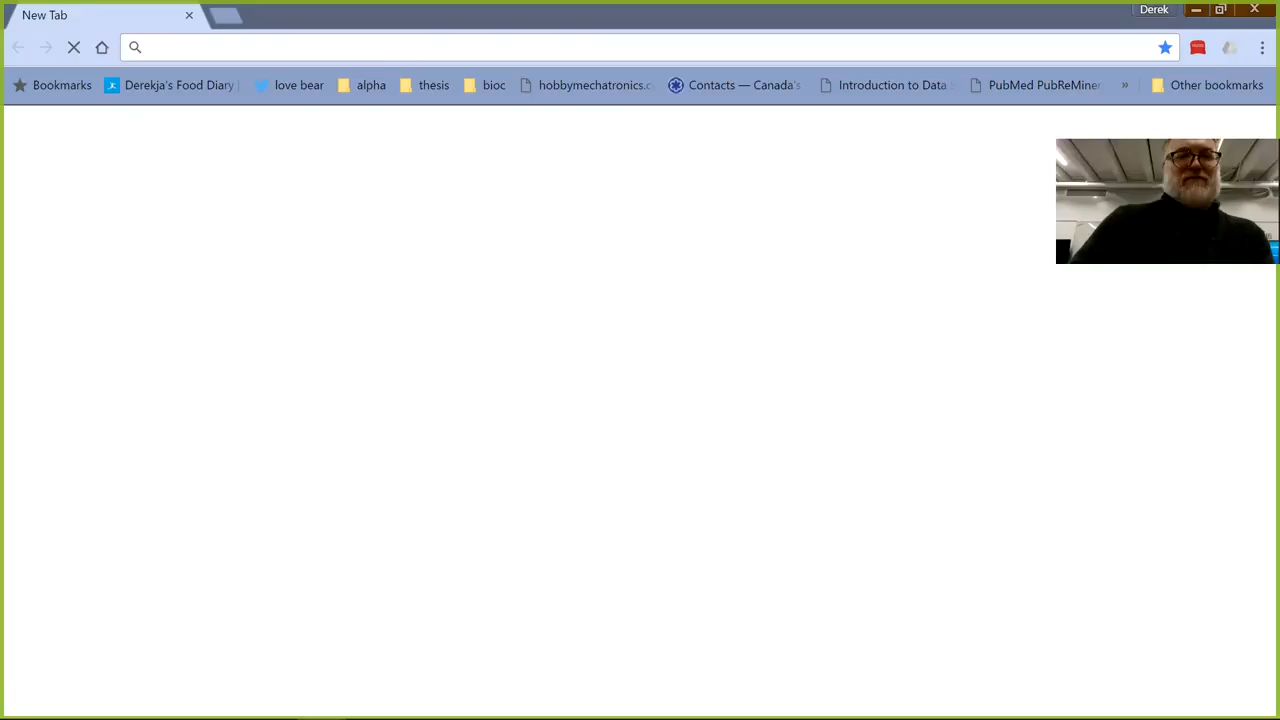 New Tab
Derek
Bookmarks Derekja's Food Diary love bear alpha thesis bioc hobbymechatronics.c Contacts — Canada's Introduction to Data PubMed PubReMiner » Other bookmarks